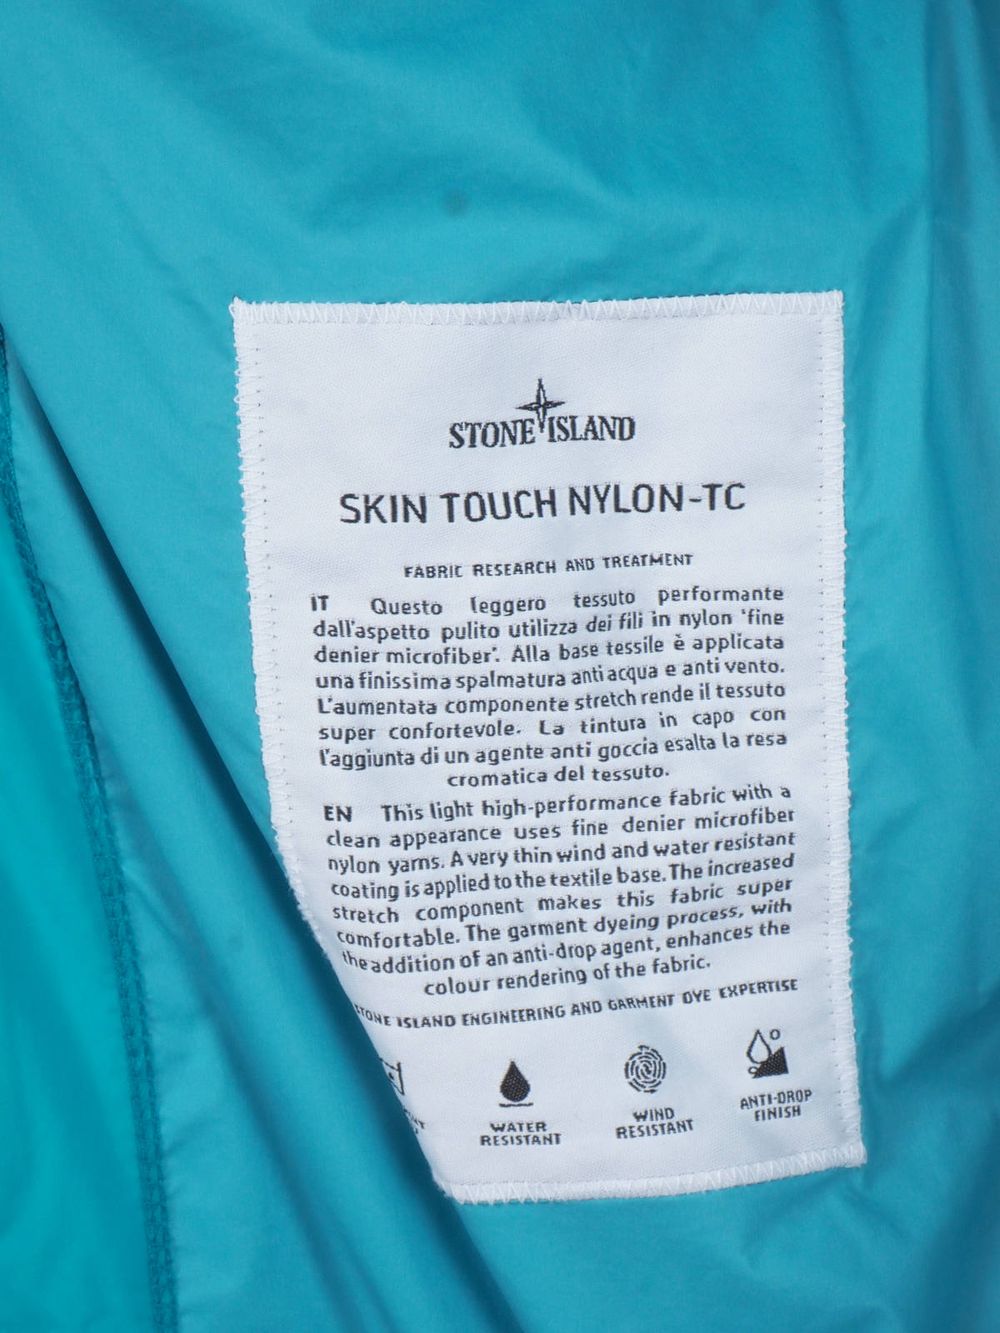 STONE ISLAND
SKIN TOUCH NYLON-TC
FABRIC RESEARCH AND TREATMENT
IT Questo leggero tessuto performante
dall'aspetto pulito utilizza dei fili in nylon 'fine
denier microfiber'. Alla base tessile è applicata
una finissima spalmatura anti acqua e anti vento.
L'aumentata componente stretch rende il tessuto
super confortevole. La tintura in capo con
l'aggiunta di un agente anti goccia esalta la resa
cromatica del tessuto.
EN This light high-performance fabric with a
clean appearance uses fine denier microfiber
nylon yarns. A very thin wind and water resistant
coating is applied to the textile base. The increased
stretch component makes this fabric super
comfortable. The garment dyeing process, with
the addition of an anti-drop agent, enhances the
colour rendering of the fabric.
STONE ISLAND ENGINEERING AND GARMENT DYE EXPERTISE
WATER
RESISTANT
WIND
RESISTANT
ANTI-DROP
FINISH